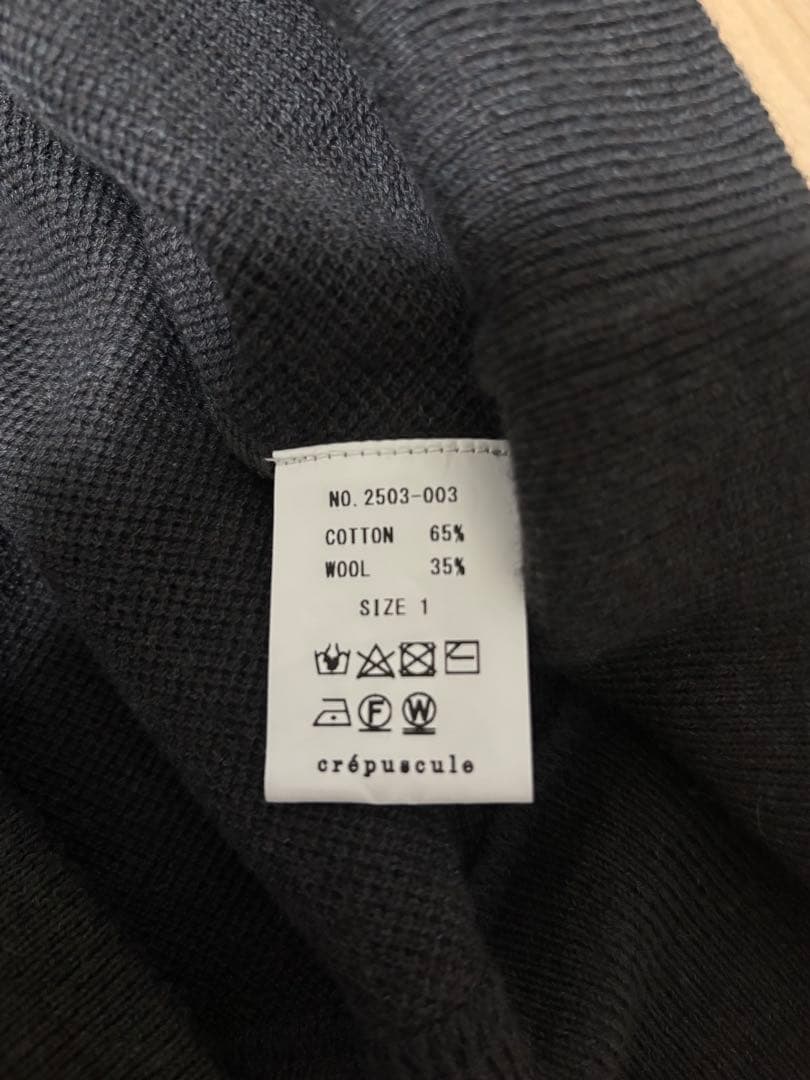 NO. 2503-003
COTTON 65%
WOOL 35%
SIZE 1
F W
crépuscule